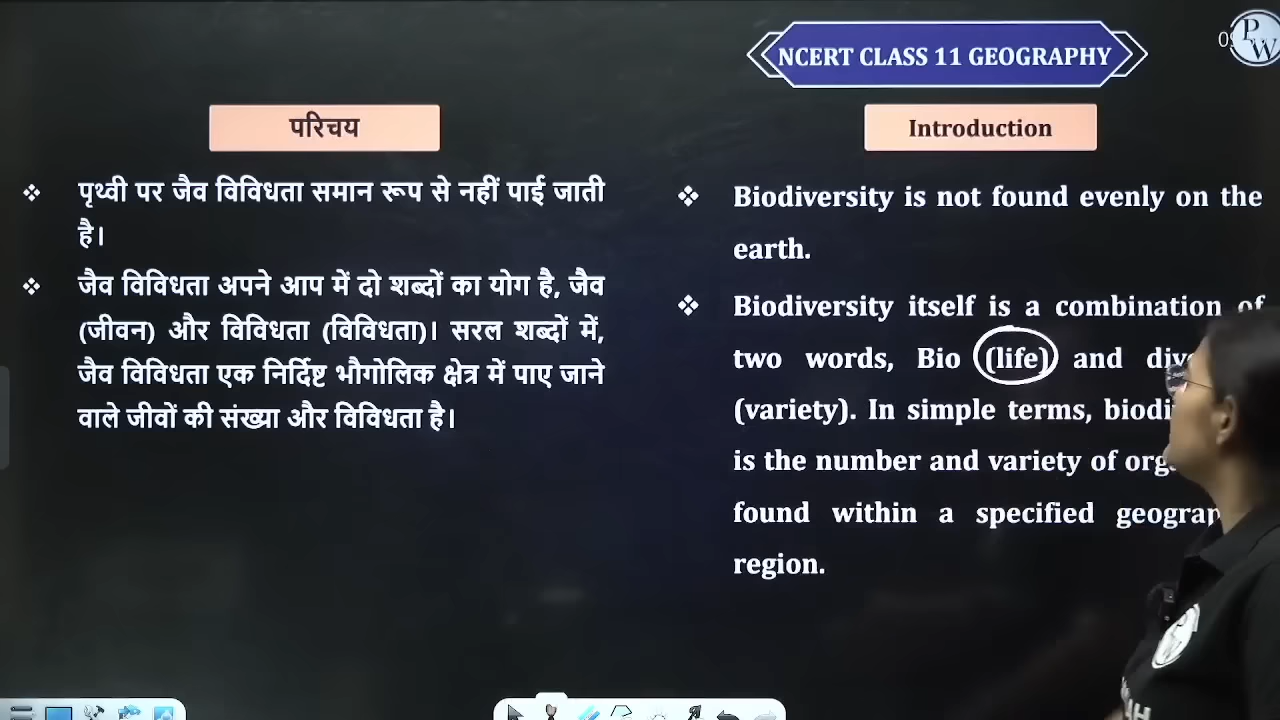 NCERT CLASS 11 GEOGRAPHY
PW
परिचय
पृथ्वी पर जैव विविधता समान रूप से नहीं पाई जाती
है।
जैव विविधता अपने आप में दो शब्दों का योग है, जैव
(जीवन) और विविधता (विविधता)। सरल शब्दों में,
जैव विविधता एक निर्दिष्ट भौगोलिक क्षेत्र में पाए जाने
वाले जीवों की संख्या और विविधता है।
Introduction
Biodiversity is not found evenly on the
earth.
Biodiversity itself is a combination of
two words, Bio (life) and
(variety). In simple terms,
is the number and variety of
found within a specified
region.